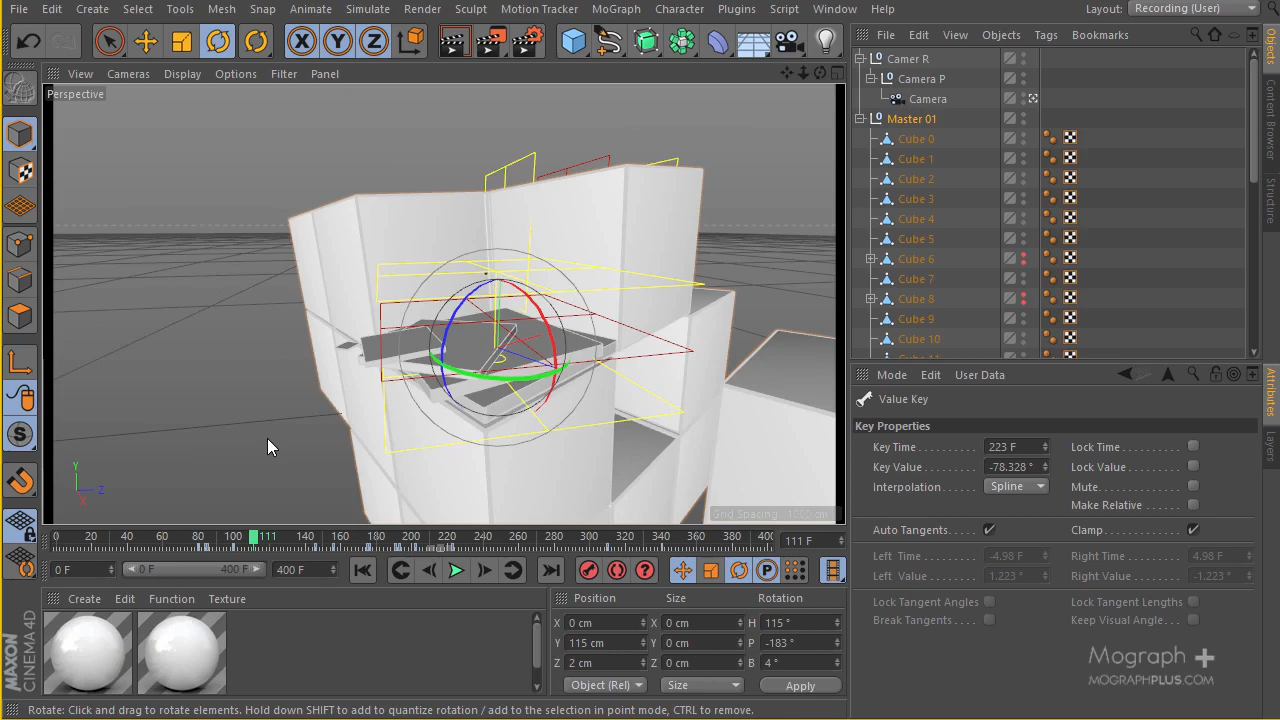 File Edit Create Select Tools Mesh Snap Animate Simulate Render Sculpt Motion Tracker MoGraph Character Plugins Script Window Help Layout: Recording (User)
X Y Z
View Cameras Display Options Filter Panel
Perspective
Grid Spacing : 1000 cm
File Edit View Objects Tags Bookmarks
Camer R
Camera P
Camera
Master 01
Cube 0
Cube 1
Cube 2
Cube 3
Cube 4
Cube 5
Cube 6
Cube 7
Cube 8
Cube 9
Cube 10
Objects
Content Browser
Structure
Attributes
Layers
Mode Edit User Data
Value Key
Key Properties
Key Time 223 F Lock Time
Key Value -78.328 ° Lock Value
Interpolation Spline Mute
Make Relative
Auto Tangents Clamp
Left Time -4.98 F Right Time 4.98 F
Left Value 1.223 ° Right Value -1.223 °
Lock Tangent Angles Lock Tangent Lengths
Break Tangents Keep Visual Angle
0 20 40 60 80 100 111 140 160 180 200 220 240 260 280 300 320 340 360 380 400 111 F
0 F 0 F 400 F 400 F
Create Edit Function Texture
Position Size Rotation
X 0 cm X 0 cm H 115 °
Y 115 cm Y 0 cm P -183 °
Z 2 cm Z 0 cm B 4 °
Object (Rel) Size Apply
MAXON
CINEMA 4D
Mograph +
MOGRAPHPLUS.COM
Rotate: Click and drag to rotate elements. Hold down SHIFT to add to quantize rotation / add to the selection in point mode, CTRL to remove.